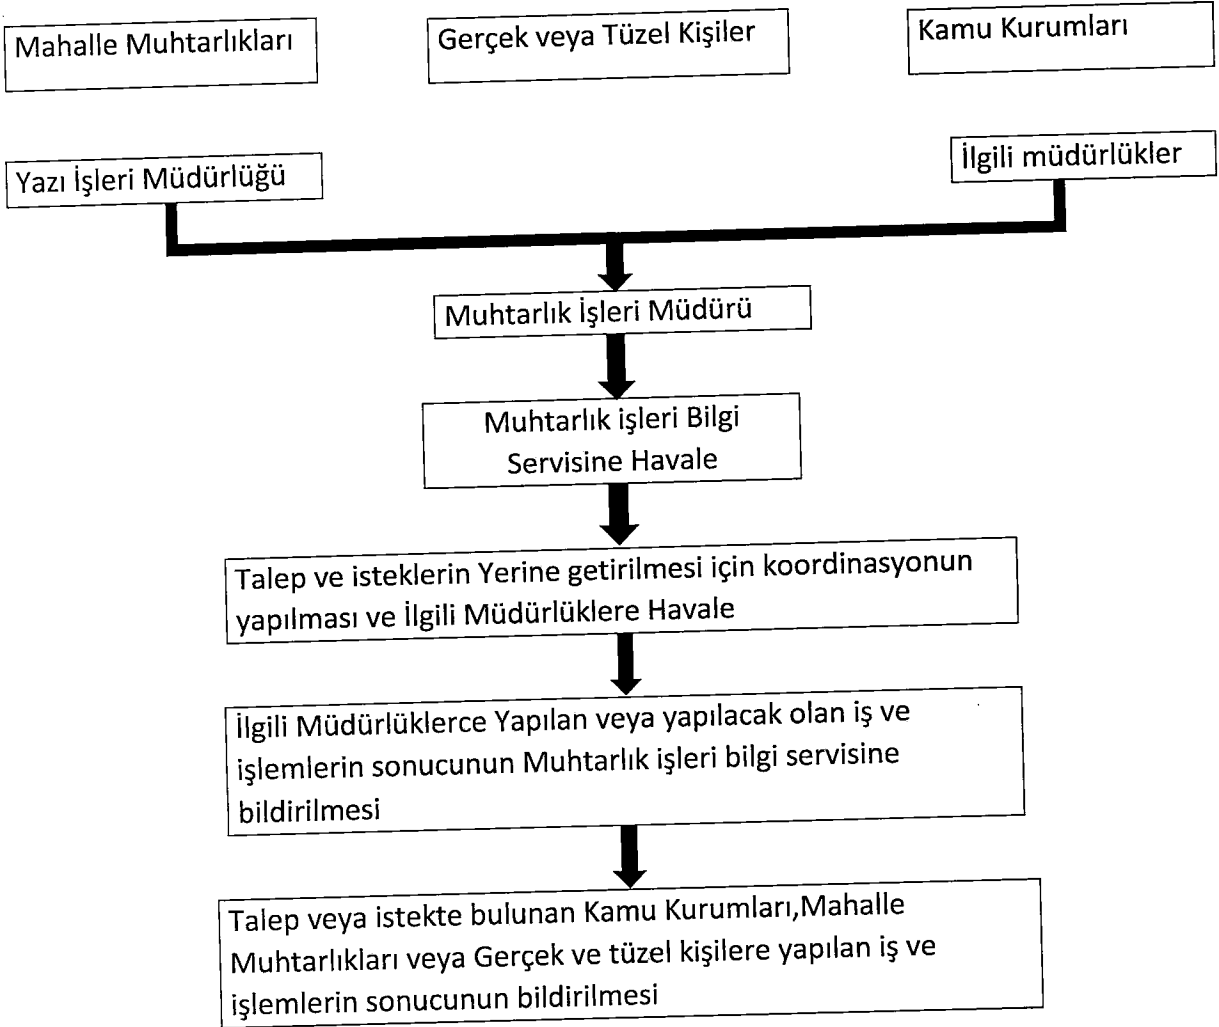 Mahalle Muhtarlıkları
Gerçek veya Tüzel Kişiler
Kamu Kurumları
Yazı İşleri Müdürlüğü
İlgili müdürlükler
Muhtarlık İşleri Müdürü
Muhtarlık işleri Bilgi
Servisine Havale
Talep ve isteklerin Yerine getirilmesi için koordinasyonun
yapılması ve İlgili Müdürlüklere Havale
İlgili Müdürlüklerce Yapılan veya yapılacak olan iş ve
işlemlerin sonucunun Muhtarlık işleri bilgi servisine
bildirilmesi
Talep veya istekte bulunan Kamu Kurumları,Mahalle
Muhtarlıkları veya Gerçek ve tüzel kişilere yapılan iş ve
işlemlerin sonucunun bildirilmesi